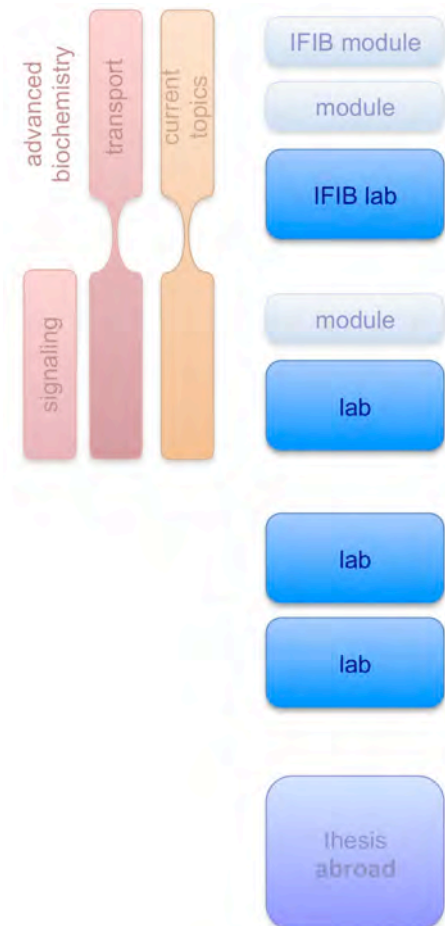 advanced
biochemistry
transport
current
topics
signaling
IFIB module
module
IFIB lab
module
lab
lab
lab
thesis
abroad